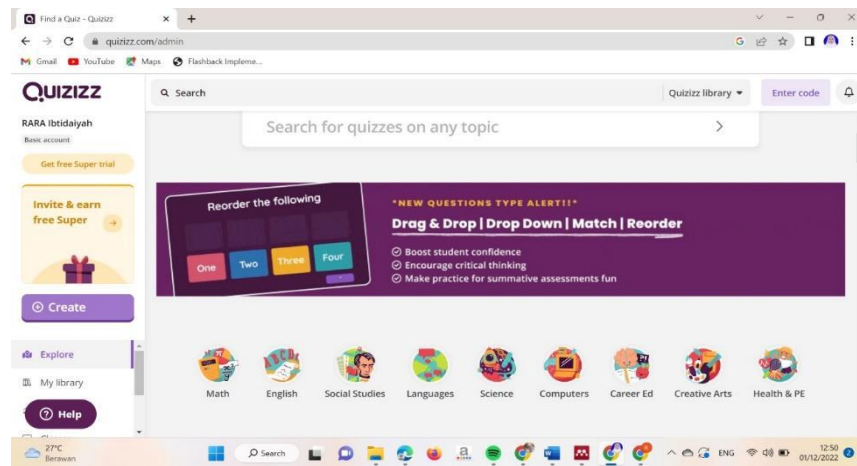 Find a Quiz - Quizizz
quizizz.com/admin
Gmail YouTube Maps Flashback Impleme...
QUIZIZZ
Search
Quizizz library
Enter code
RARA Ibtidaiyah
Basic account
Get free Super trial
Invite & earn
free Super
Create
Explore
My library
Help
Search for quizzes on any topic
Reorder the following
One Two Three Four
*NEW QUESTIONS TYPE ALERT!!*
Drag & Drop | Drop Down | Match | Reorder
Boost student confidence
Encourage critical thinking
Make practice for summative assessments fun
Math English Social Studies Languages Science Computers Career Ed Creative Arts Health & PE
27°C
Berawan
Search
ENG
12:50
01/12/2022